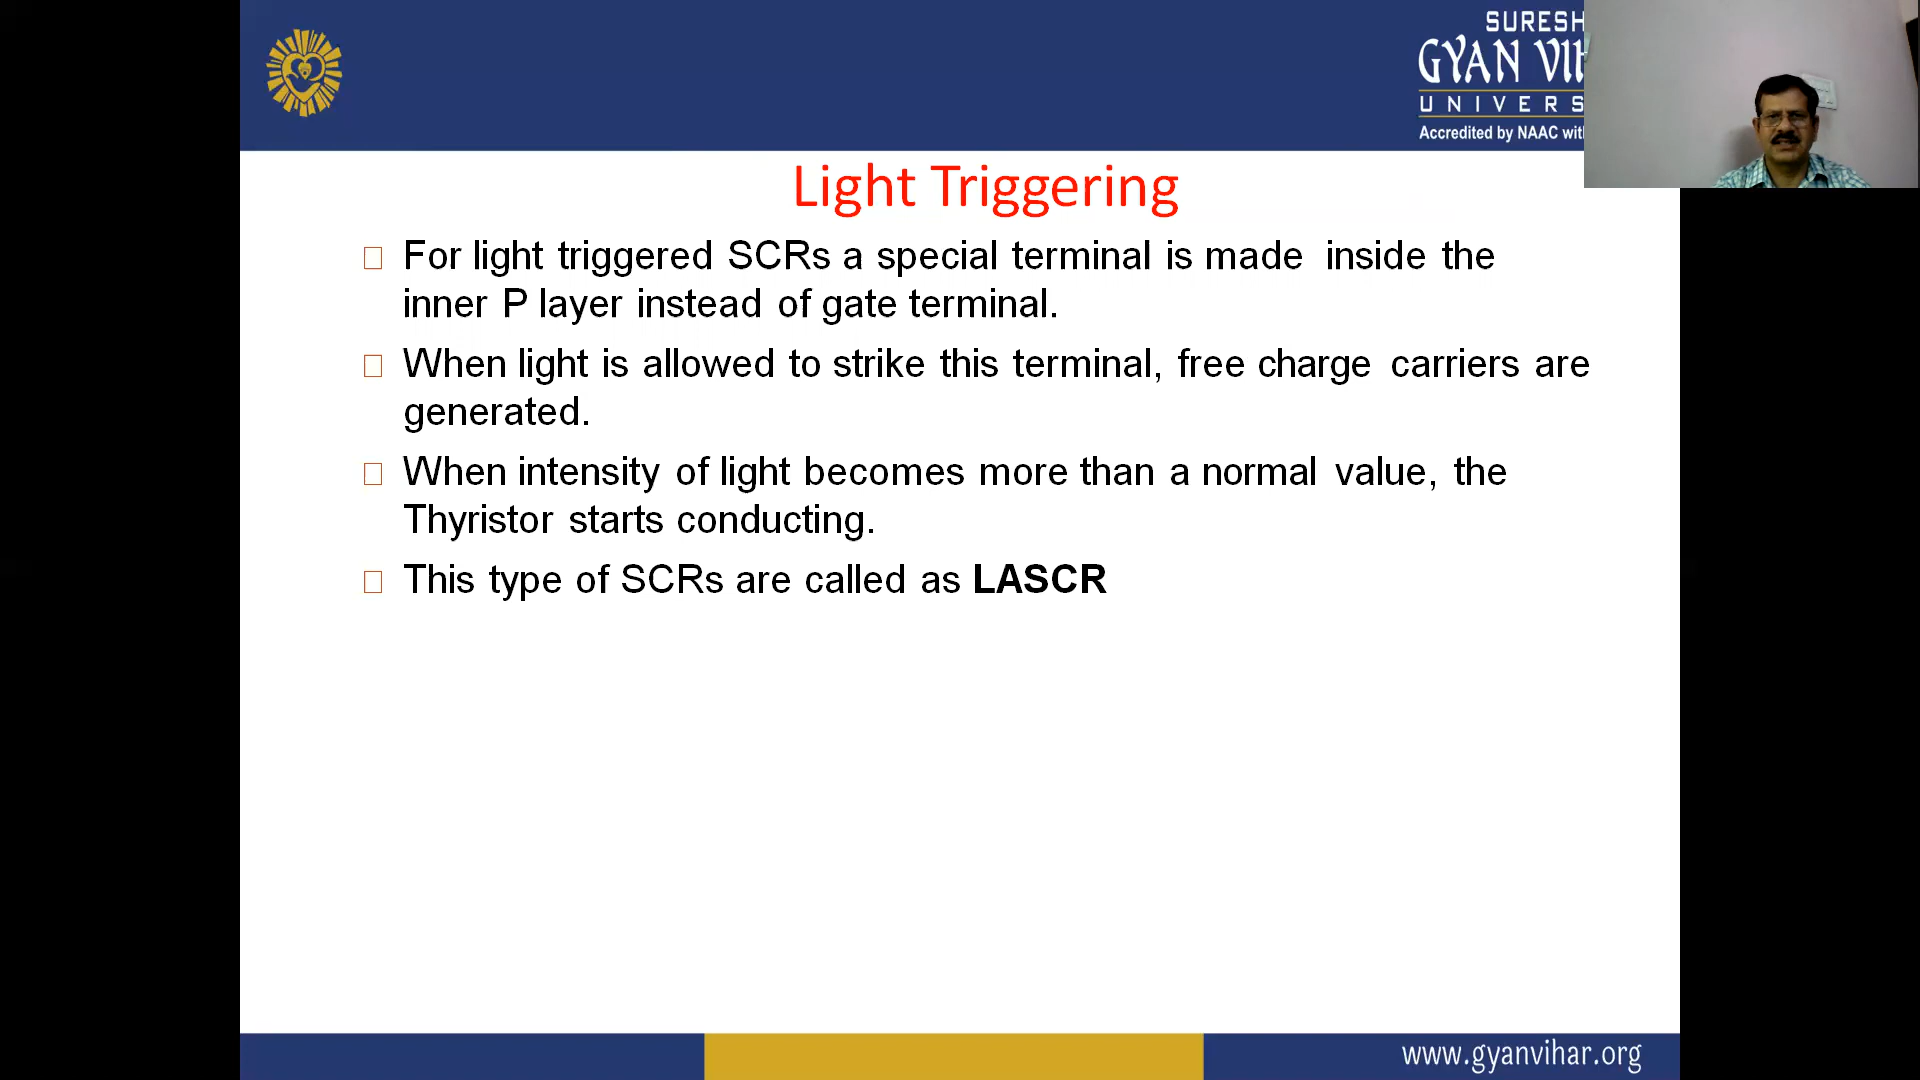 SURESH
GYAN VIH
UNIVERS
Accredited by NAAC with
Light Triggering
For light triggered SCRs a special terminal is made inside the
inner P layer instead of gate terminal.
When light is allowed to strike this terminal, free charge carriers are
generated.
When intensity of light becomes more than a normal value, the
Thyristor starts conducting.
This type of SCRs are called as LASCR
www.gyanvihar.org